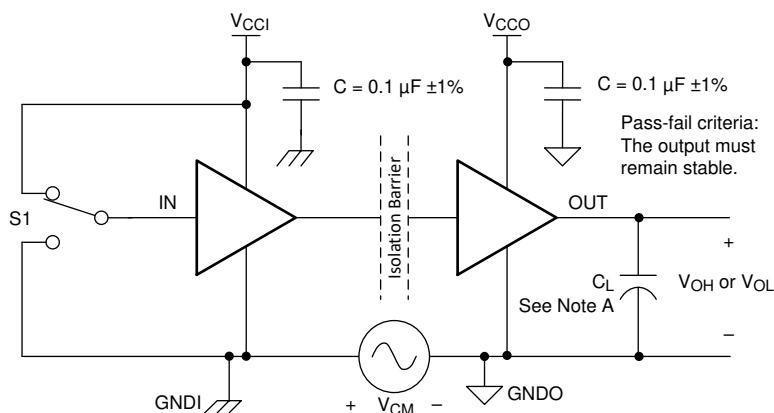 VCCI
VCCO
C = 0.1 µF ±1%
C = 0.1 µF ±1%
Pass-fail criteria:
The output must
remain stable.
IN
OUT
S1
Isolation Barrier
CL
See Note A
+
VOH or VOL
–
GNDI
+ VCM –
GNDO